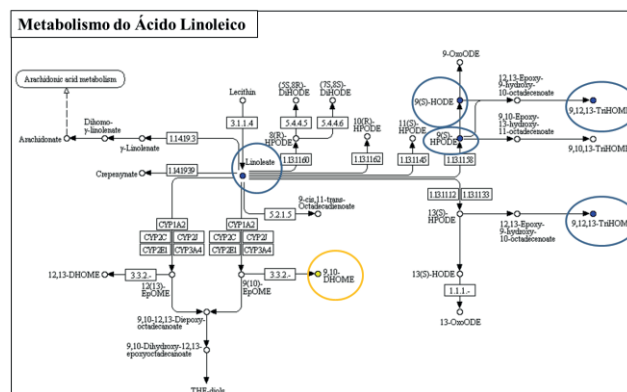 Metabolismo do Ácido Linoleico
9-OxoODE
Arachidonic acid metabolism
Lecithin
(5S,8R)-
DiHODE
(7S,8S)-
DiHODE
9(S)-HODE
12,13-Epoxy-
9-hydroxy-
10-octadecenoate
9,12,13-TriHOME
3.1.1.4
5.4.4.5
5.4.4.6
Arachidonate
Dihomo-
γ-linolenate
γ-Linolenate
1.14.19.3
8(R)-
HPODE
10(R)-
HPODE
11(S)-
HPODE
9(S)-
HPODE
9,10-Epoxy-
13-hydroxy-
11-octadecenoate
9,10,13-TriHOME
Linoleate
1.13.11.60
1.13.11.62
1.13.11.45
1.13.11.58
Crepenynate
1.14.19.39
9-cis,11-trans-
Octadecadienoate
5.2.1.5
1.13.11.12
1.13.11.33
13(S)-
HPODE
12,13-Epoxy-
9-hydroxy-
10-octadecenoate
9,12,13-TriHOME
CYP1A2
CYP2C
CYP2J
CYP2E1
CYP3A4
CYP1A2
CYP2C
CYP2J
CYP2E1
CYP3A4
12,13-DHOME
3.3.2.-
12(13)-
EpOME
9(10)-
EpOME
3.3.2.-
9,10-
DHOME
13(S)-HODE
1.1.1.-
13-OxoODE
9,10-12,13-Diepoxy-
octadecanoate
9,10-Dihydroxy-12,13-
epoxyoctadecanoate
THF-diols